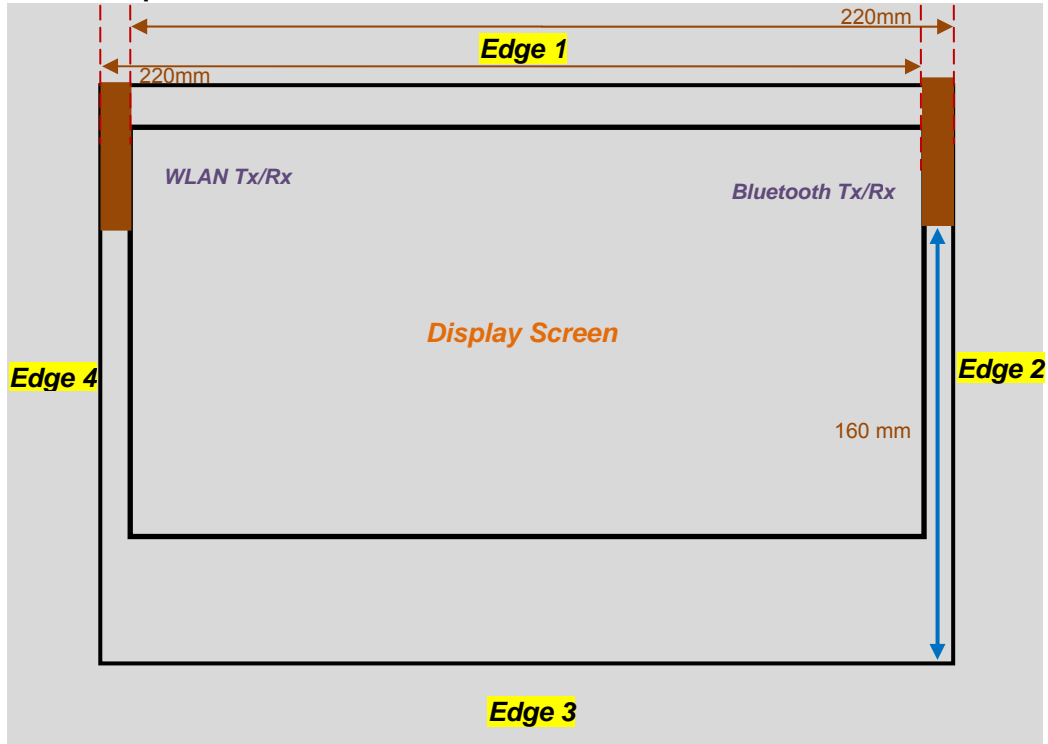 220mm
Edge 1
220mm
WLAN Tx/Rx
Bluetooth Tx/Rx
Display Screen
Edge 4
Edge 2
160 mm
Edge 3